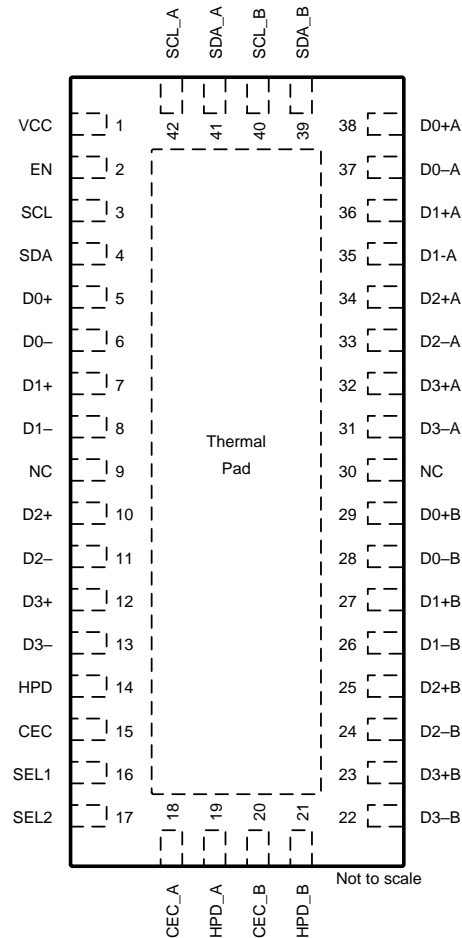 SCL_A
SDA_A
SCL_B
SDA_B
42
41
40
39
VCC 1
EN 2
SCL 3
SDA 4
D0+ 5
D0– 6
D1+ 7
D1– 8
NC 9
D2+ 10
D2– 11
D3+ 12
D3– 13
HPD 14
CEC 15
SEL1 16
SEL2 17
Thermal
Pad
38 D0+A
37 D0–A
36 D1+A
35 D1-A
34 D2+A
33 D2–A
32 D3+A
31 D3–A
30 NC
29 D0+B
28 D0–B
27 D1+B
26 D1–B
25 D2+B
24 D2–B
23 D3+B
22 D3–B
18
19
20
21
CEC_A
HPD_A
CEC_B
HPD_B
Not to scale